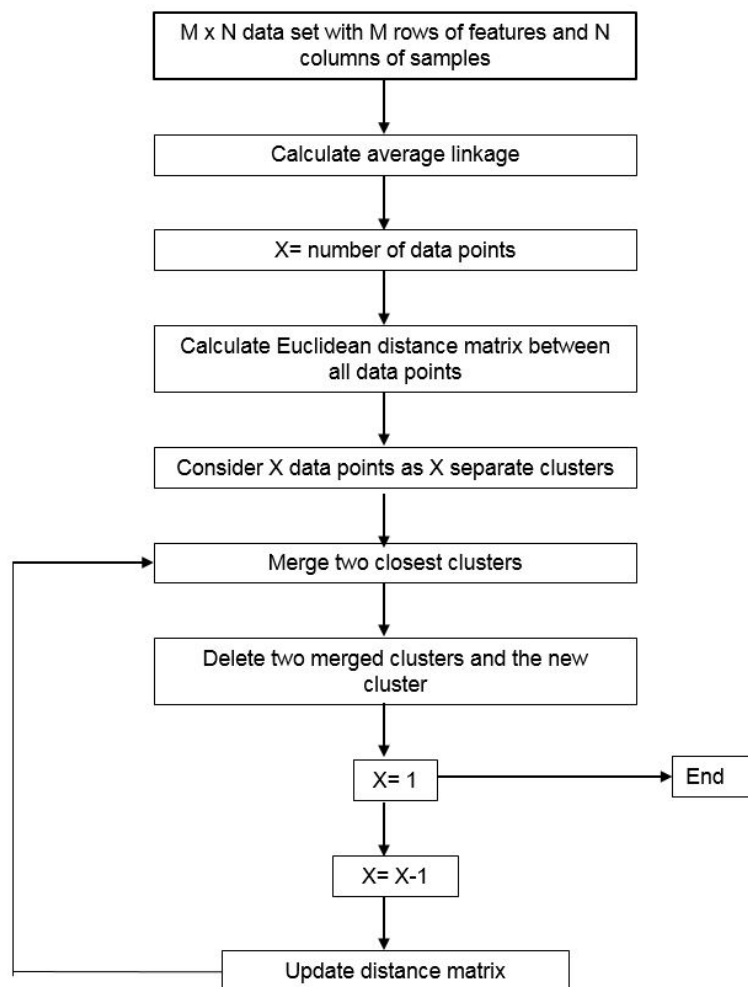 M x N data set with M rows of features and N
columns of samples
Calculate average linkage
X= number of data points
Calculate Euclidean distance matrix between
all data points
Consider X data points as X separate clusters
Merge two closest clusters
Delete two merged clusters and the new
cluster
X= 1
End
X= X-1
Update distance matrix